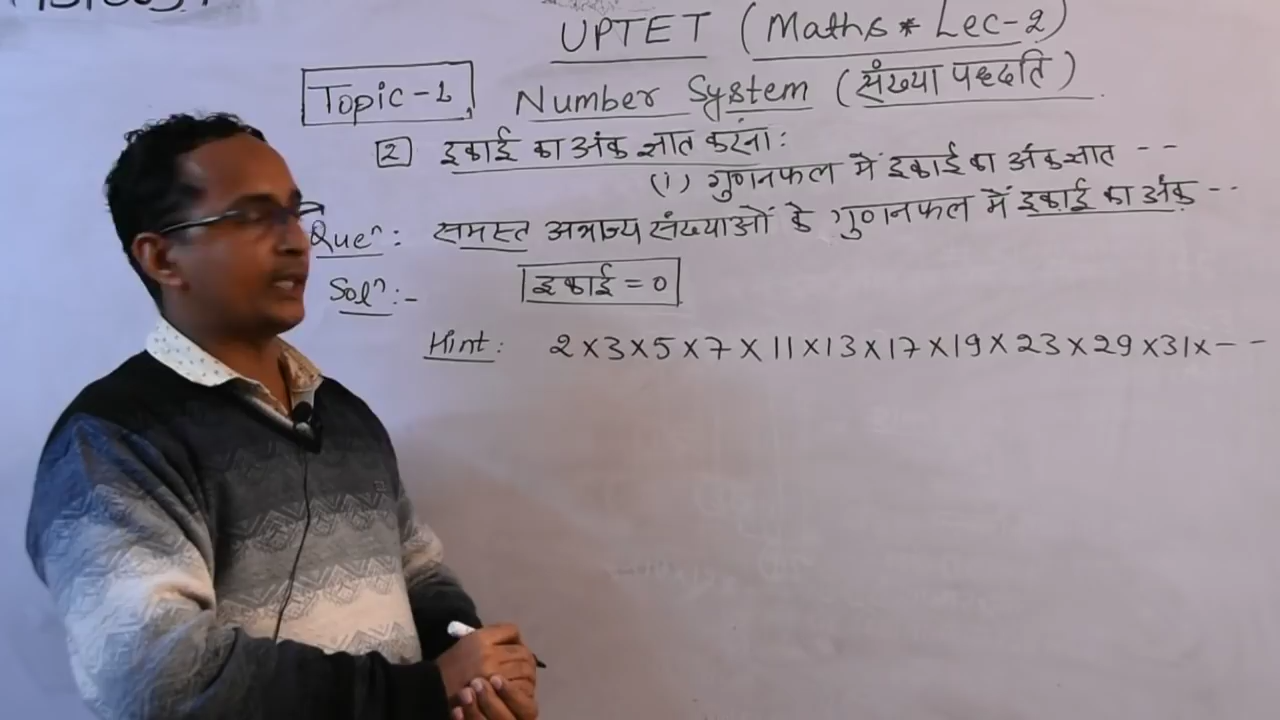 UPTET (Maths * Lec-2)
Topic-1 Number System (संख्या पद्धति)
2 इकाई का अंक ज्ञात करना:
(i) गुणनफल में इकाई का अंक ज्ञात --
Queⁿ: समस्त अभाज्य संख्याओं के गुणनफल में इकाई का अंक --
Solⁿ:- इकाई = 0
Hint: 2×3×5×7×11×13×17×19×23×29×31×--